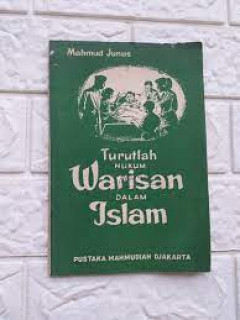 Mahmud Junus
Turutlah
HUKUM
Warisan
DALAM
Islam
PUSTAKA MAHMUDIAH DJAKARTA